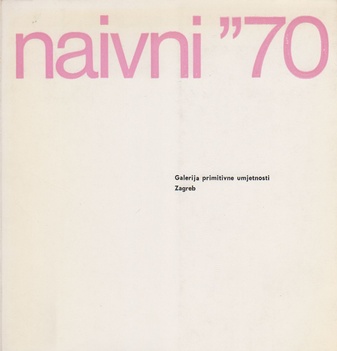 naivni "70
Galerija primitivne umjetnosti
Zagreb